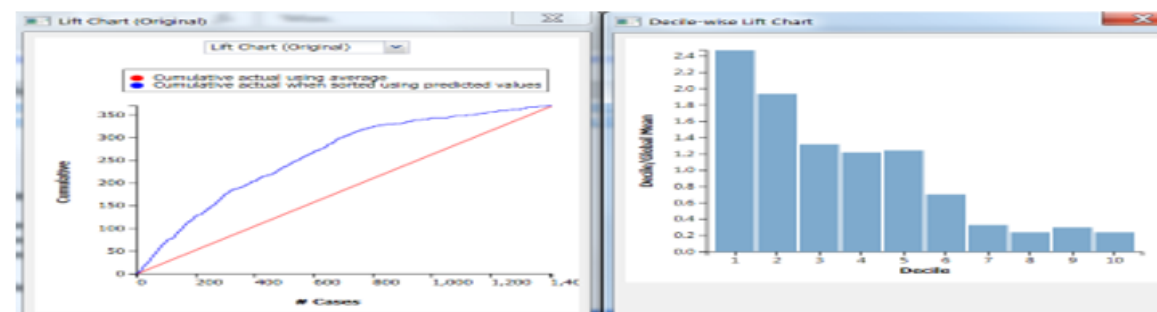 Lift Chart (Original)
Lift Chart (Original)
Cumulative actual using average
Cumulative actual when sorted using predicted values
Cumulative
350
300
250
200
150
100
50
0
0 200 400 600 800 1,000 1,200 1,40
# Cases
Decile-wise Lift Chart
Decile/Global Mean
2.4
2.2
2.0
1.8
1.6
1.4
1.2
1.0
0.8
0.6
0.4
0.2
0.0
1 2 3 4 5 6 7 8 9 10
Decile